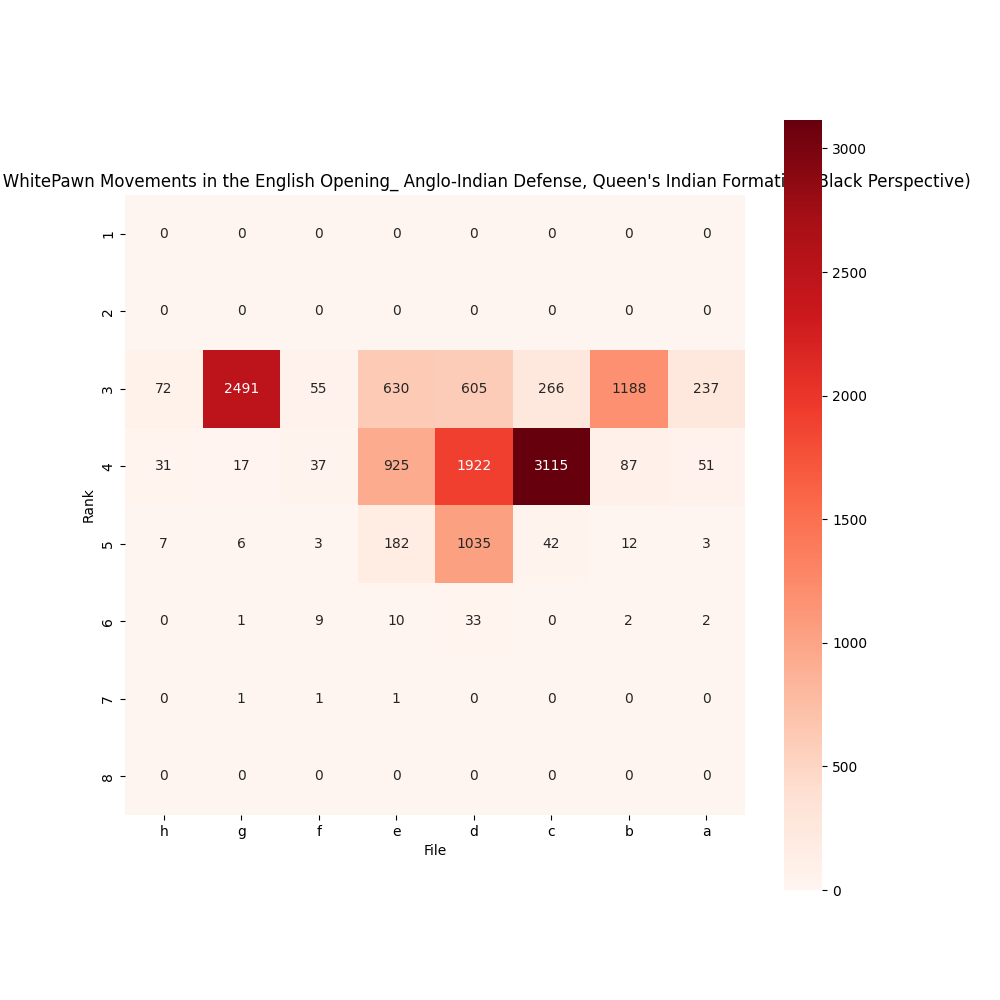 WhitePawn Movements in the English Opening_ Anglo-Indian Defense, Queen's Indian Formati Black Perspective)
3000
1 0 0 0 0 0 0 0 0
2500
2 0 0 0 0 0 0 0 0
3 72 2491 55 630 605 266 1188 237
2000
4 31 17 37 925 1922 3115 87 51
Rank
1500
5 7 6 3 182 1035 42 12 3
6 0 1 9 10 33 0 2 2
1000
7 0 1 1 1 0 0 0 0
500
8 0 0 0 0 0 0 0 0
h g f e d c b a
File
0